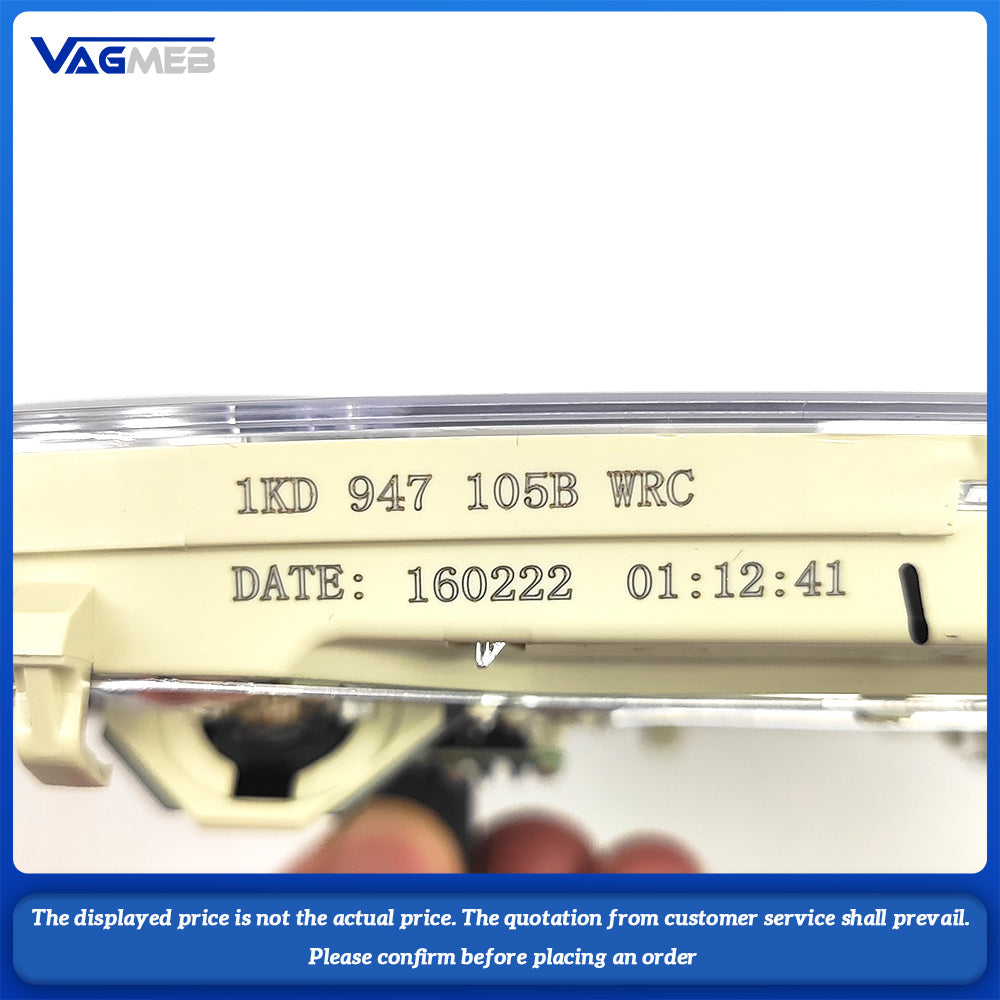 VAGMEB
1KD 947 105B WRC
DATE: 160222 01:12:41
The displayed price is not the actual price. The quotation from customer service shall prevail.
Please confirm before placing an order